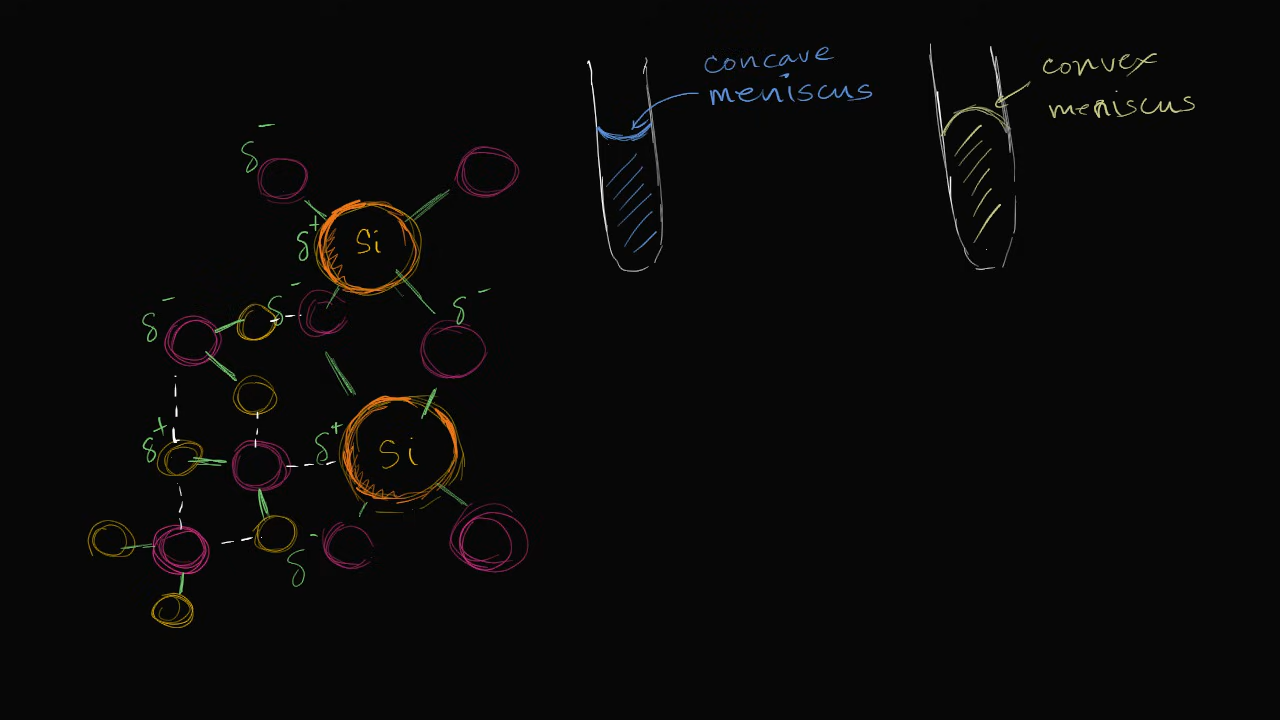 concave
meniscus
convex
meniscus
δ⁻
δ⁺
Si
δ⁻
δ⁻
δ⁻
δ⁺
δ⁺
Si
δ⁻